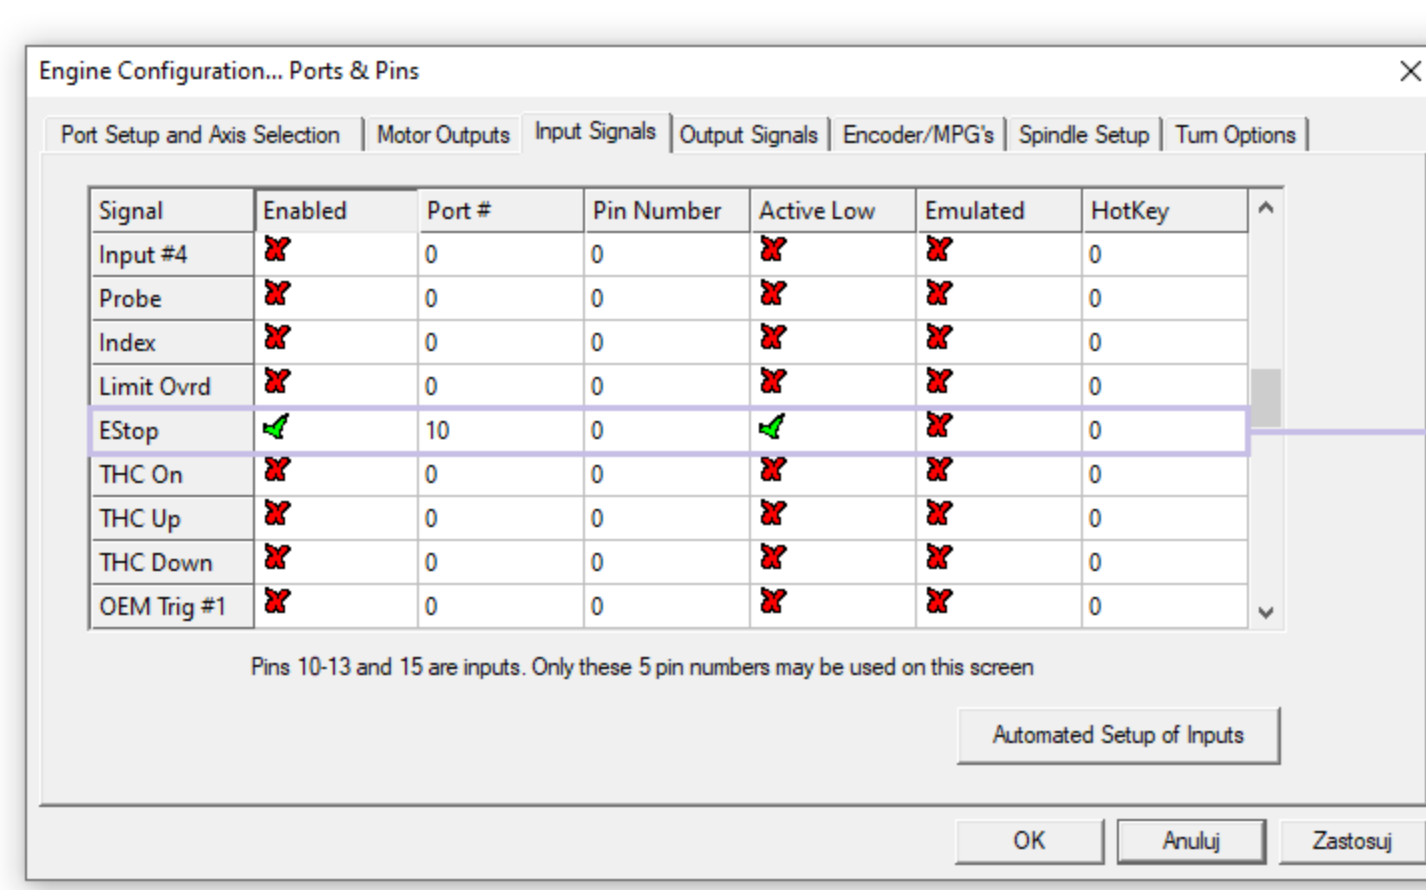 Engine Configuration... Ports & Pins
Port Setup and Axis Selection Motor Outputs Input Signals Output Signals Encoder/MPG's Spindle Setup Turn Options
Signal Enabled Port # Pin Number Active Low Emulated HotKey
Input #4 0 0 0
Probe 0 0 0
Index 0 0 0
Limit Ovrd 0 0 0
EStop 10 0 0
THC On 0 0 0
THC Up 0 0 0
THC Down 0 0 0
OEM Trig #1 0 0 0
Pins 10-13 and 15 are inputs. Only these 5 pin numbers may be used on this screen
Automated Setup of Inputs
OK Anuluj Zastosuj